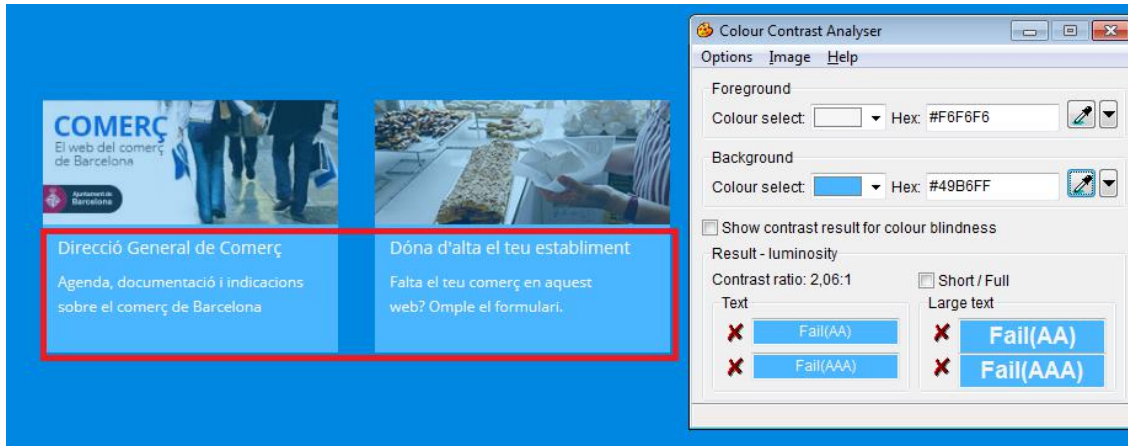 COMERÇ
El web del comerç
de Barcelona
Ajuntament de
Barcelona
Direcció General de Comerç
Agenda, documentació i indicacions
sobre el comerç de Barcelona
Dóna d'alta el teu establiment
Falta el teu comerç en aquest
web? Omple el formulari.
Colour Contrast Analyser
Options Image Help
Foreground
Colour select: Hex: #F6F6F6
Background
Colour select: Hex: #49B6FF
Show contrast result for colour blindness
Result - luminosity
Contrast ratio: 2,06:1 Short / Full
Text Large text
Fail(AA) Fail(AA)
Fail(AAA) Fail(AAA)